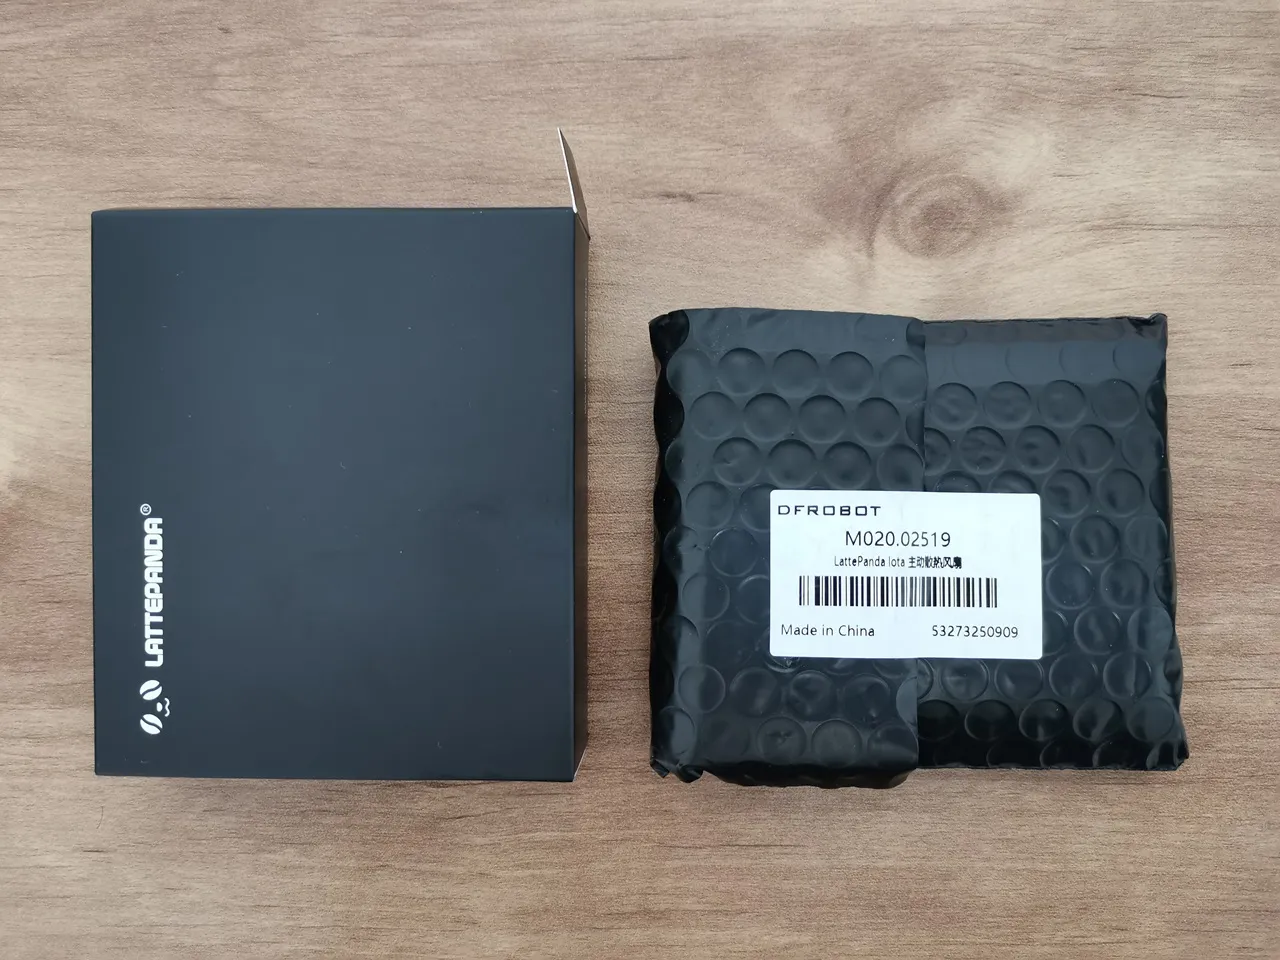 LATTEPANDA®
DFROBOT
M020.02519
LattePanda Iota 主动散热风扇
Made in China
53273250909